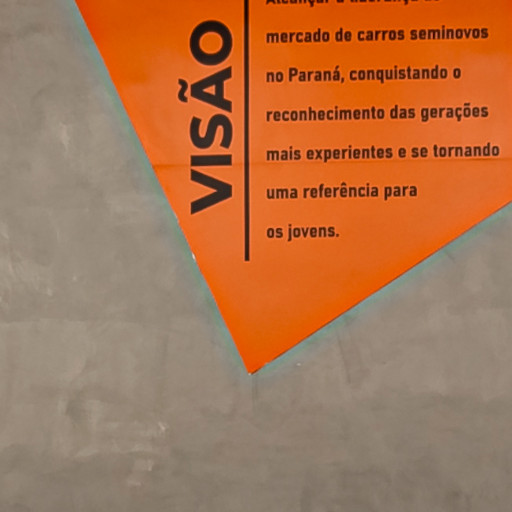 VISÃO
mercado de carros seminovos
no Paraná, conquistando o
reconhecimento das gerações
mais experientes e se tornando
uma referência para
os jovens.